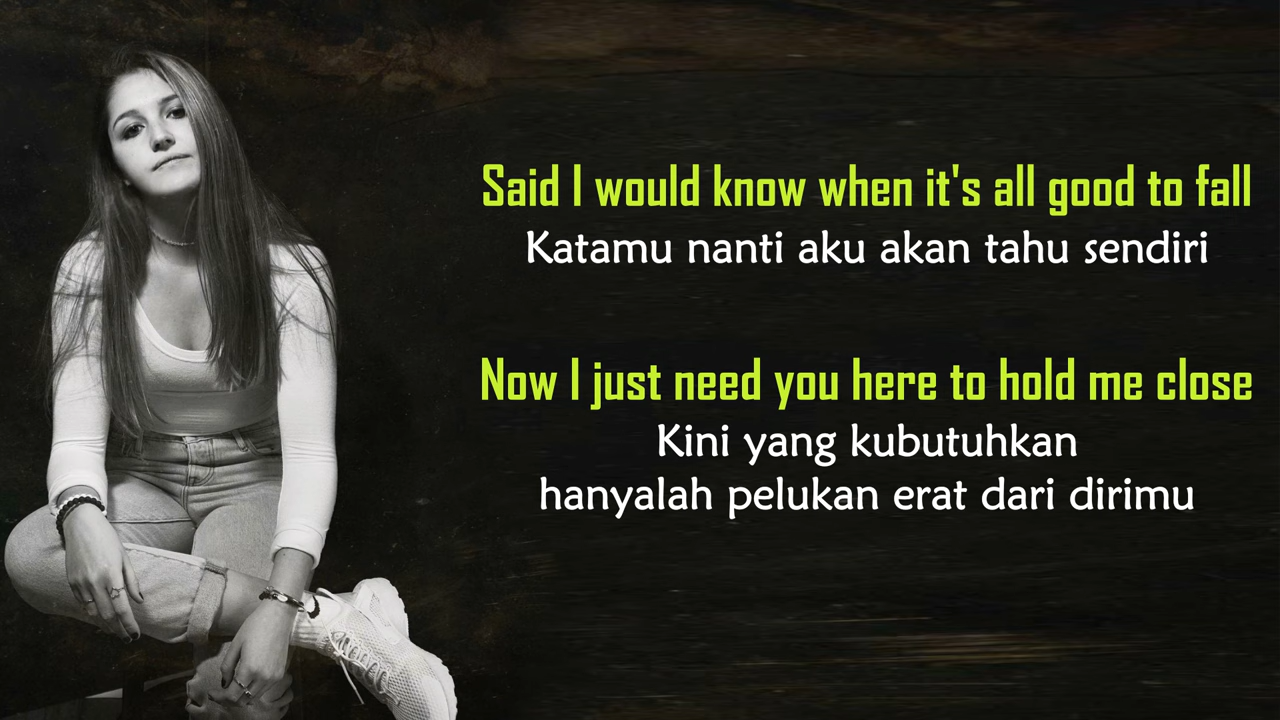 Said I would know when it's all good to fall
Katamu nanti aku akan tahu sendiri
Now I just need you here to hold me close
Kini yang kubutuhkan
hanyalah pelukan erat dari dirimu